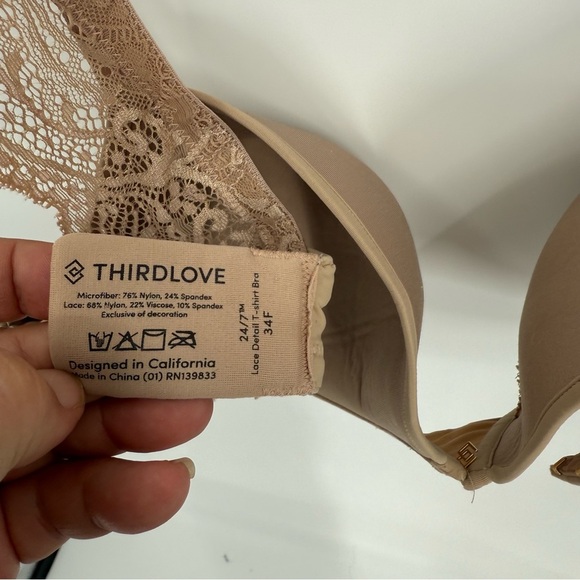 THIRDLOVE
Microfiber: 76% Nylon, 24% Spandex
Lace: 68% Nylon, 22% Viscose, 10% Spandex
Exclusive of decoration
Designed in California
Made in China (01) RN139833
24/7™
Lace Detail T-shirt Bra
34F